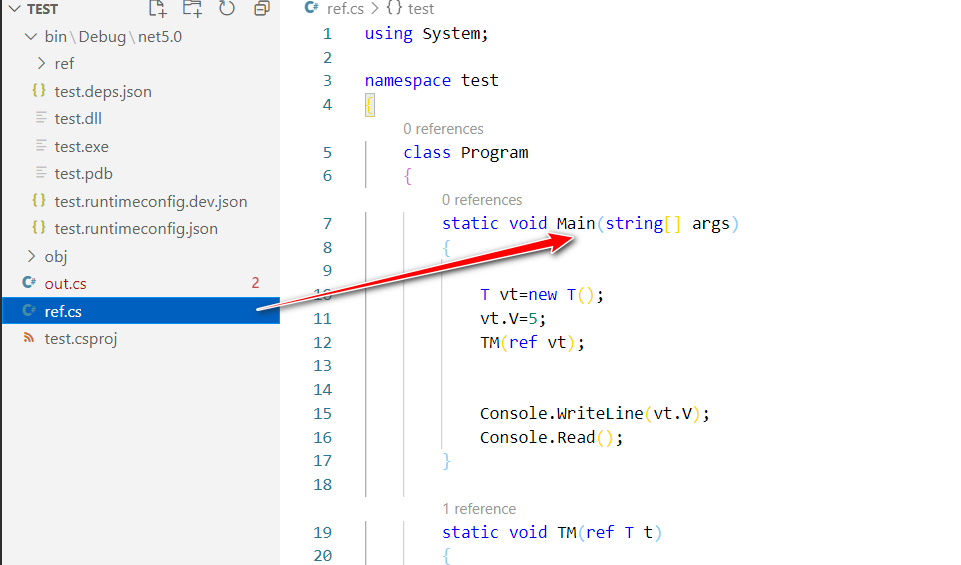 TEST
bin\Debug\net5.0
ref
{} test.deps.json
test.dll
test.exe
test.pdb
{} test.runtimeconfig.dev.json
{} test.runtimeconfig.json
obj
C# out.cs 2
C# ref.cs
test.csproj
C# ref.cs > {} test
1 using System;
2
3 namespace test
4 {
0 references
5 class Program
6 {
0 references
7 static void Main(string[] args)
8 {
9
10 T vt=new T();
11 vt.V=5;
12 TM(ref vt);
13
14
15 Console.WriteLine(vt.V);
16 Console.Read();
17 }
18
1 reference
19 static void TM(ref T t)
20 {